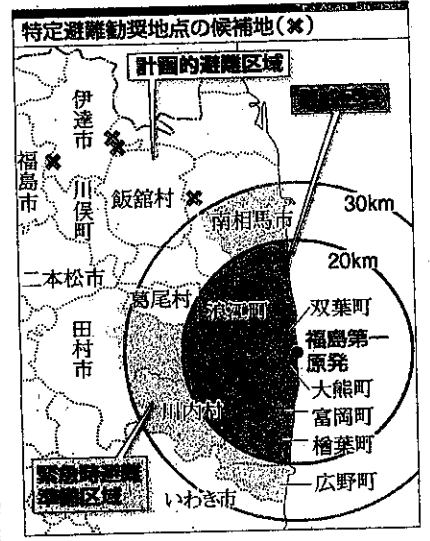 特定避難勧奨地点の候補地(✖)
計画的避難区域
伊達市
福島市
川俣町
飯舘村
南相馬市
30km
20km
二本松市
葛尾村
浪江町
双葉町
福島第一
原発
田村市
大熊町
富岡町
川内村
楢葉町
緊急時避難
準備区域
広野町
いわき市